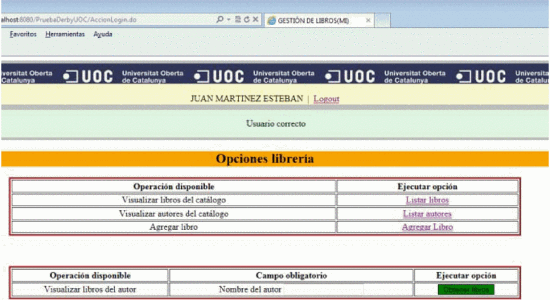 alhost:8080/PruebaDerbyUOC/AccionLogin.do
GESTIÓN DE LIBROS(MI)
Favoritos Herramientas Ayuda
niversitat Oberta de Catalunya UOC Universitat Oberta de Catalunya UOC Universitat Oberta de Catalunya UOC Universitat Oberta de Catalunya UOC
JUAN MARTINEZ ESTEBAN | Logout
Usuario correcto
Opciones librería
Operación disponible Ejecutar opción
Visualizar libros del catálogo Listar libros
Visualizar autores del catálogo Listar autores
Agregar libro Agregar Libro
Operación disponible Campo obligatorio Ejecutar opción
Visualizar libros del autor Nombre del autor